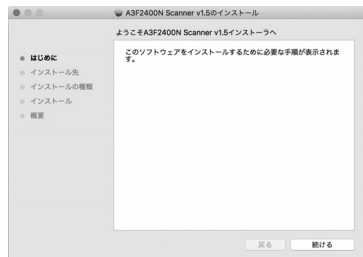 A3F2400N Scanner v1.5のインストール
ようこそA3F2400N Scanner v1.5インストーラへ
はじめに
インストール先
インストールの種類
インストール
概要
このソフトウェアをインストールするために必要な手順が表示されま
す。
戻る
続ける